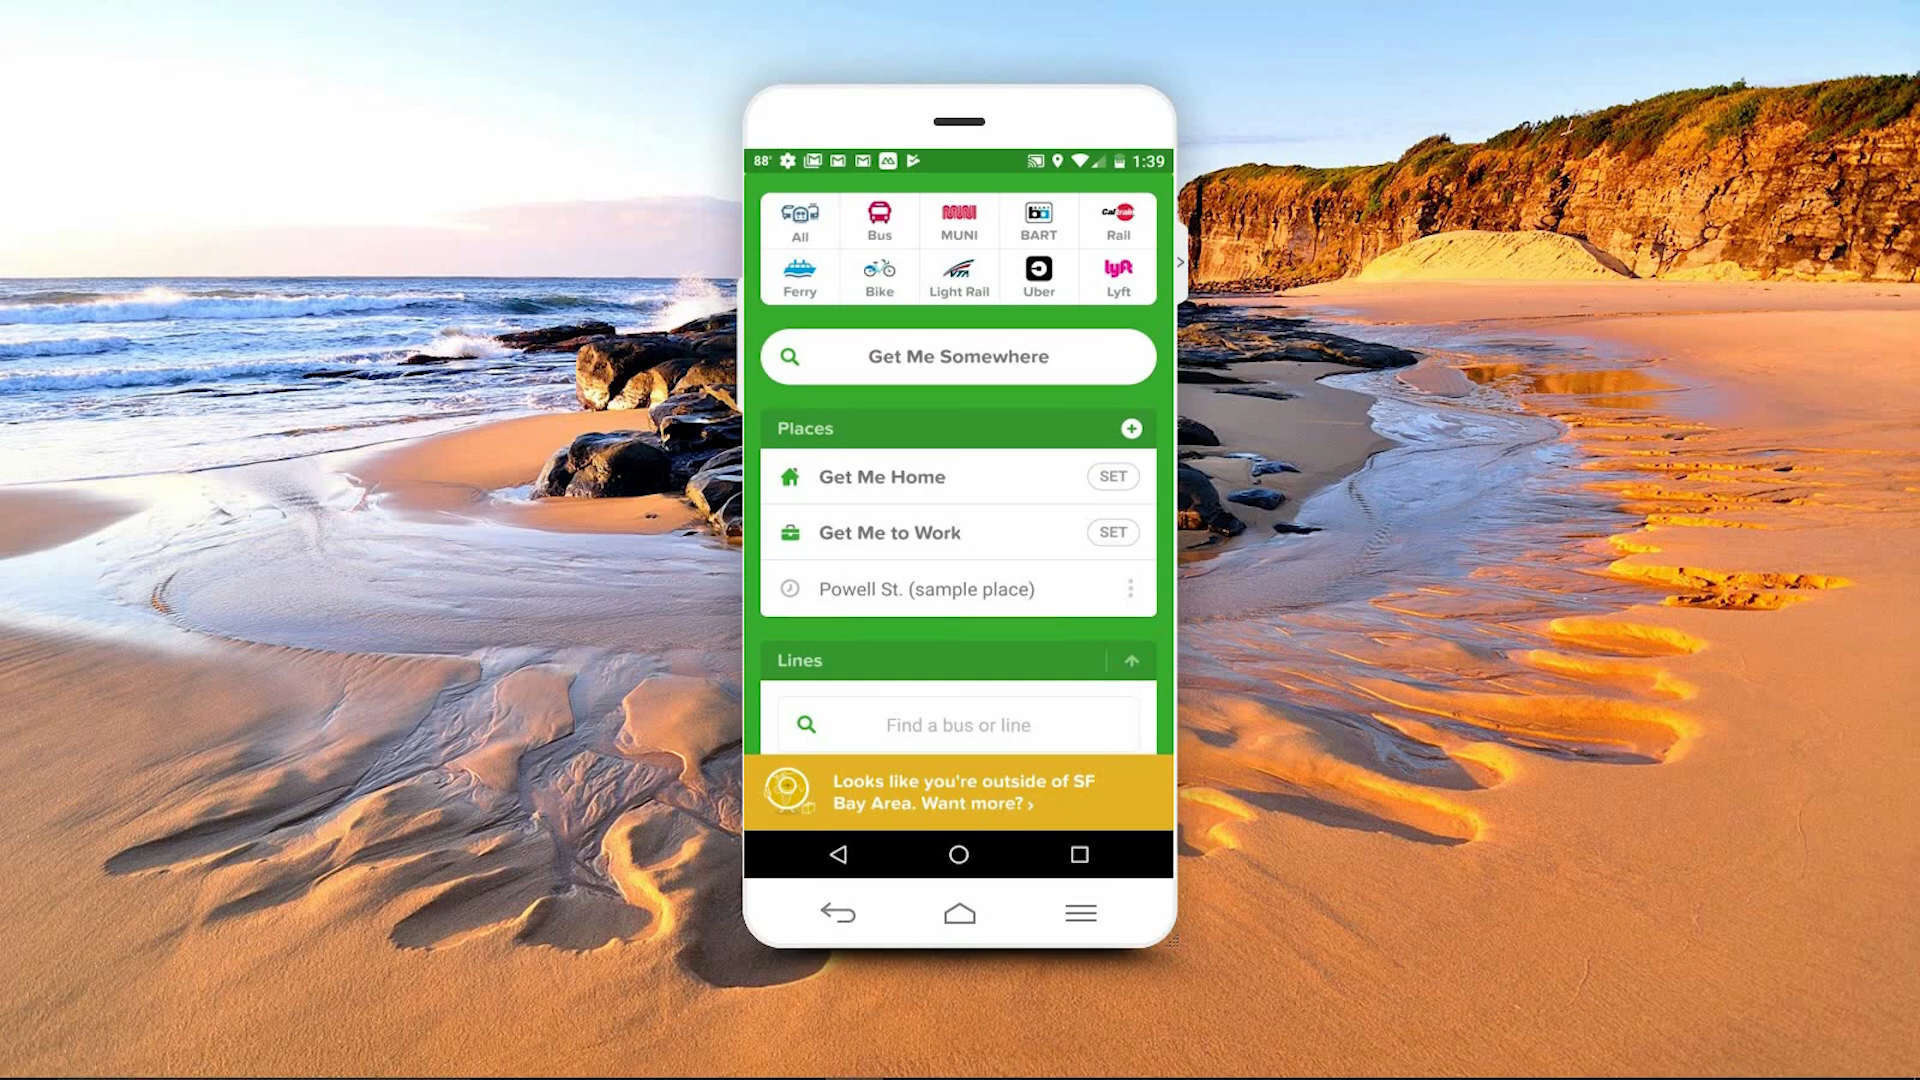 88° 1:39
All Bus MUNI BART Rail
Ferry Bike Light Rail Uber Lyft
Get Me Somewhere
Places
Get Me Home SET
Get Me to Work SET
Powell St. (sample place)
Lines
Find a bus or line
Looks like you're outside of SF
Bay Area. Want more? ›